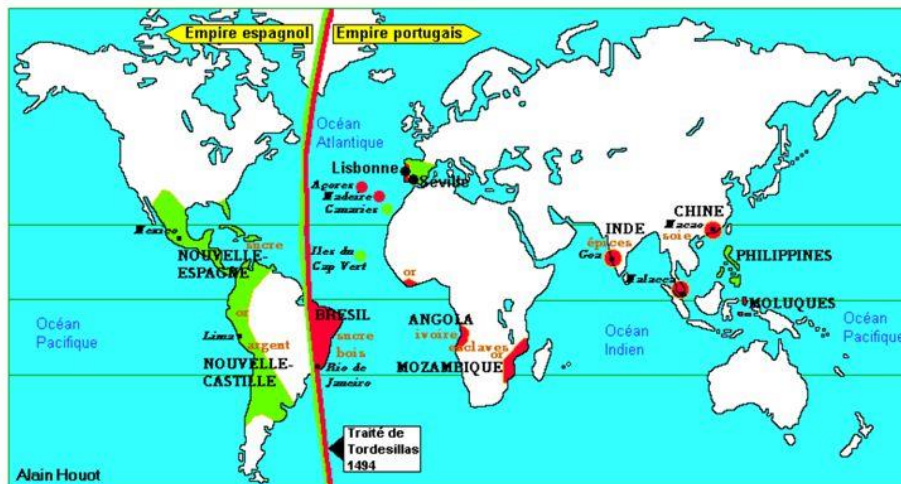 Empire espagnol
Empire portugais
Océan
Atlantique
Lisbonne
Séville
Açores
Madeire
Canaries
Mexico
sucre
NOUVELLE-
ESPAGNE
Iles du
Cap Vert
or
INDE
épices
Goa
CHINE
Macao
soie
PHILIPPINES
Malacca
MOLUQUES
Océan
Pacifique
or
Lima
argent
NOUVELLE-
CASTILLE
BRESIL
sucre
bois
Rio de
Janeiro
ANGOLA
ivoire
esclaves
or
MOZAMBIQUE
Océan
Indien
Océan
Pacifique
Traité de
Tordesillas
1494
Alain Houot